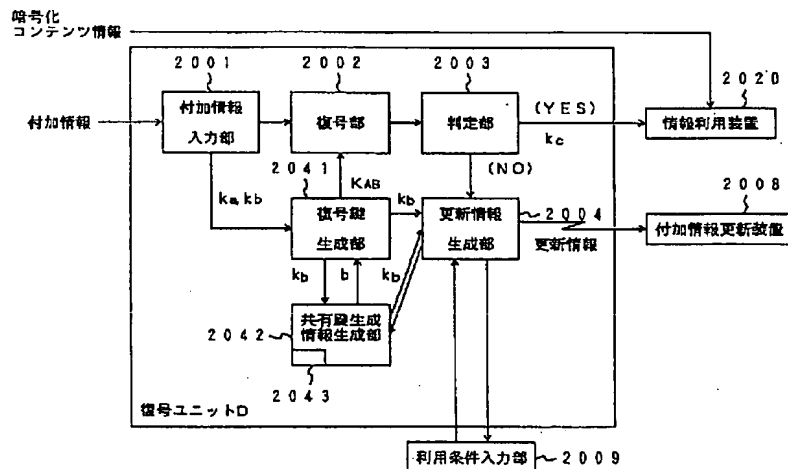 暗号化
コンテンツ情報
2001
2002
2003
2020
付加情報
付加情報
入力部
復号部
判定部
(YES)
kc
情報利用装置
2041
KAB
(NO)
2008
ka,kb
復号鍵
生成部
kb
更新情報
生成部
2004
更新情報
付加情報更新装置
kb
b
kb
共有鍵生成
情報生成部
2042
2043
復号ユニットD
利用条件入力部
2009